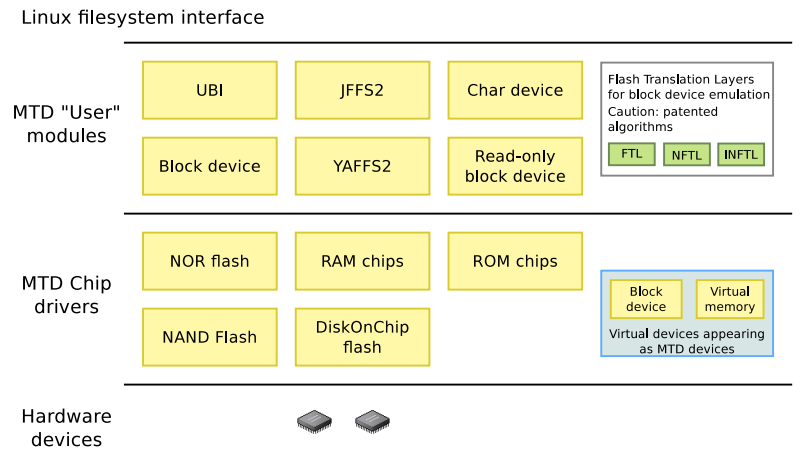 Linux filesystem interface
MTD "User"
modules
UBI
JFFS2
Char device
Block device
YAFFS2
Read-only
block device
Flash Translation Layers
for block device emulation
Caution: patented
algorithms
FTL
NFTL
INFTL
MTD Chip
drivers
NOR flash
RAM chips
ROM chips
NAND Flash
DiskOnChip
flash
Block
device
Virtual
memory
Virtual devices appearing
as MTD devices
Hardware
devices